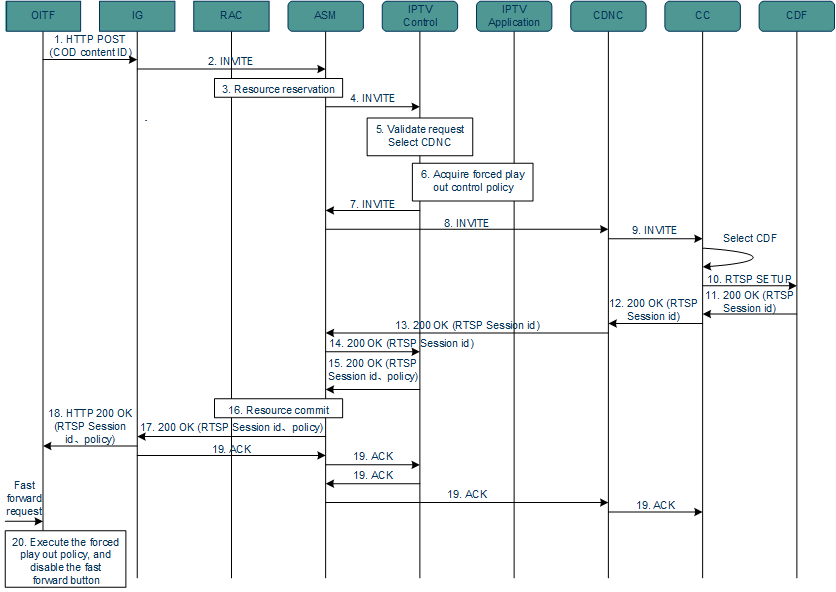 OITF
IG
RAC
ASM
IPTV
Control
IPTV
Application
CDNC
CC
CDF
1. HTTP POST
(COD content ID)
2. INVITE
3. Resource reservation
4. INVITE
5. Validate request
Select CDNC
6. Acquire forced play
out control policy
7. INVITE
8. INVITE
9. INVITE
Select CDF
10. RTSP SETUP
11. 200 OK (RTSP
Session id)
12. 200 OK (RTSP
Session id)
13. 200 OK (RTSP Session id)
14. 200 OK (RTSP Session id)
15. 200 OK (RTSP
Session id、policy)
16. Resource commit
17. 200 OK (RTSP Session id、policy)
18. HTTP 200 OK
(RTSP Session
id、policy)
19. ACK
19. ACK
19. ACK
19. ACK
19. ACK
Fast
forward
request
20. Execute the forced
play out policy, and
disable the fast
forward button